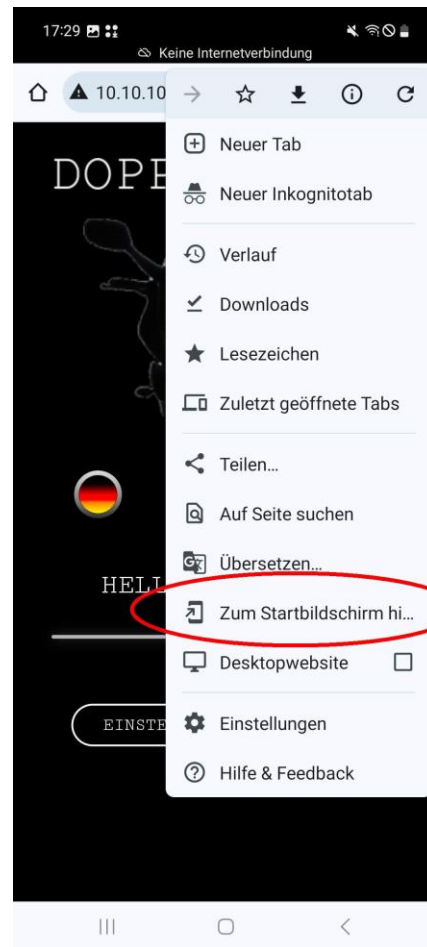 17:29
Keine Internetverbindung
10.10.10
Neuer Tab
DOPP
Neuer Inkognitotab
Verlauf
Downloads
Lesezeichen
Zuletzt geöffnete Tabs
Teilen...
Auf Seite suchen
Übersetzen...
HELL
Zum Startbildschirm hi...
Desktopwebsite
EINSTE
Einstellungen
Hilfe & Feedback